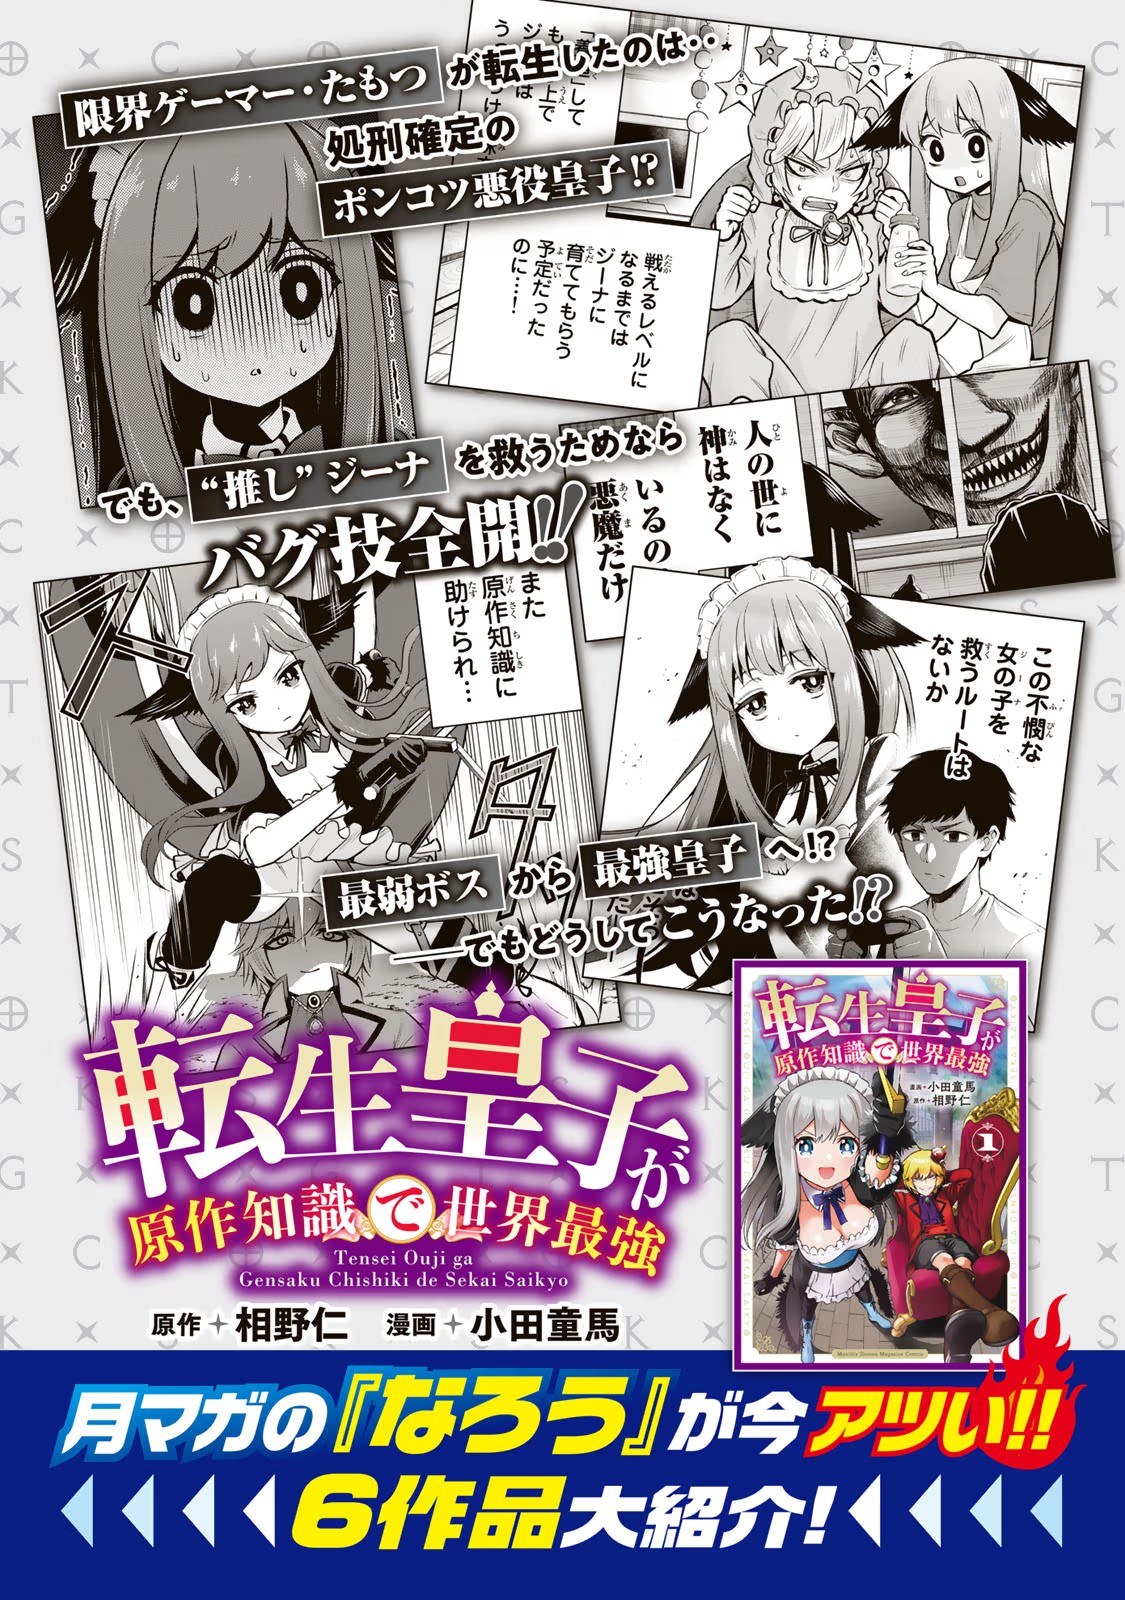 限界ゲーマー・たもつ が転生したのは‥
処刑確定の
ポンコツ悪役皇子!?
戦えるレベルに
なるまでは
ジーナに
育ててもらう
予定だった
のに…!
でも、“推し”ジーナ を救うためなら
バグ技全開!!
人の世に
神はなく
いるの
悪魔だけ
また
原作知識に
助けられ…
この不憫な
女の子を
救うルートは
ないか
最弱ボス から 最強皇子 へ!?
――でもどうしてこうなった!?
転生皇子が
原作知識で世界最強
Tensei Ouji ga
Gensaku Chishiki de Sekai Saikyo
原作 相野仁 漫画 小田童馬
転生皇子が
原作知識で世界最強
漫画・小田童馬
原作・相野仁
1
Monthly Shonen Magazine Comics
月マガの『なろう』が今アツい!!
6作品大紹介!